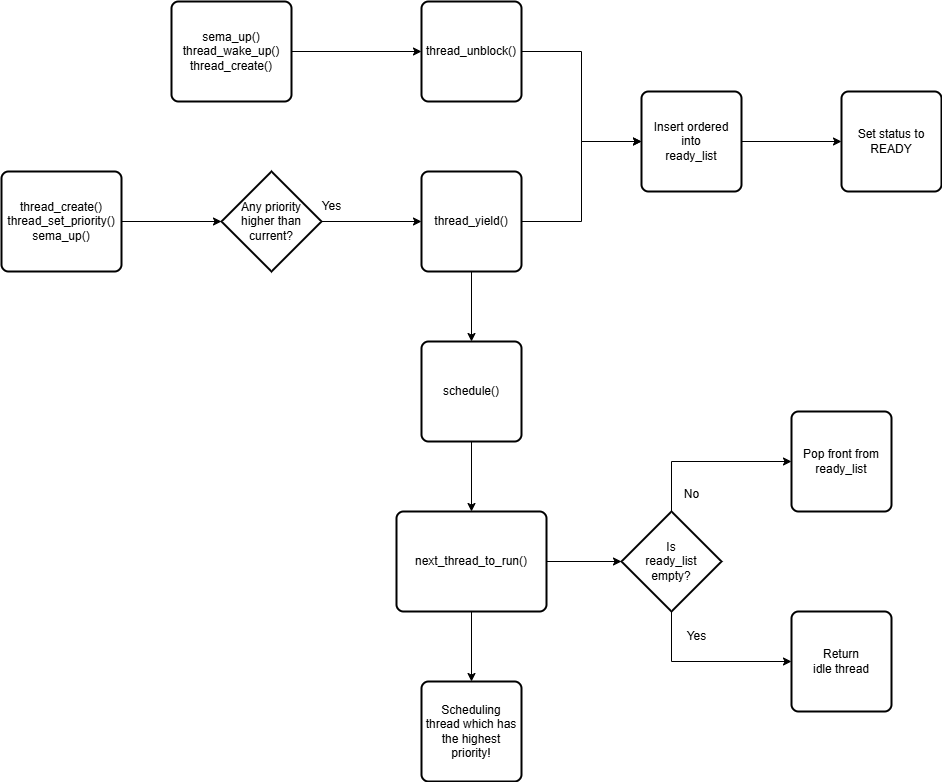 sema_up()
thread_wake_up()
thread_create()
thread_unblock()
Insert ordered
into
ready_list
Set status to
READY
thread_create()
thread_set_priority()
sema_up()
Any priority
higher than
current?
Yes
thread_yield()
schedule()
next_thread_to_run()
Is
ready_list
empty?
No
Pop front from
ready_list
Yes
Return
idle thread
Scheduling
thread which has
the highest
priority!